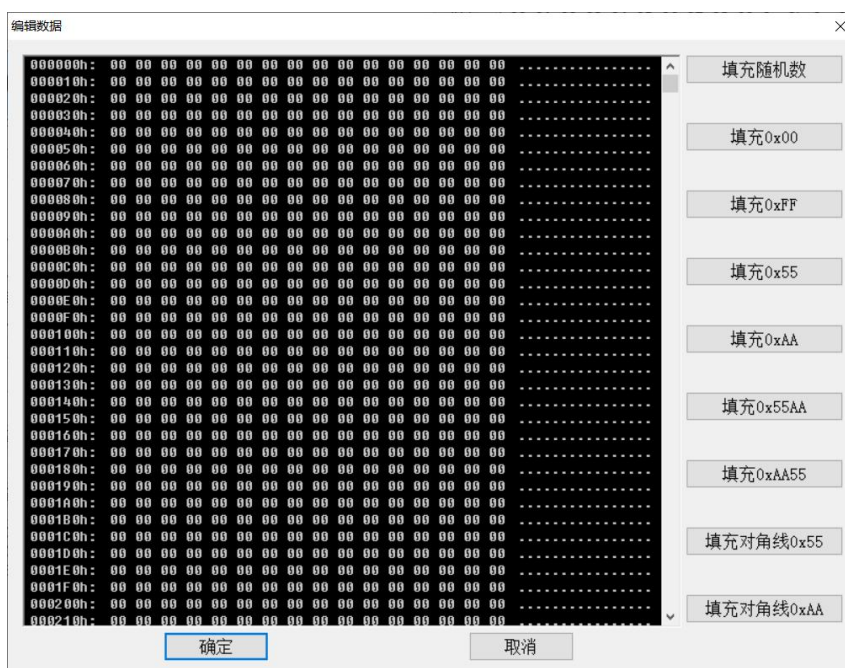 编辑数据
000000h: 00 00 00 00 00 00 00 00 00 00 00 00 00 00 00 00 ................
000010h: 00 00 00 00 00 00 00 00 00 00 00 00 00 00 00 00 ................
000020h: 00 00 00 00 00 00 00 00 00 00 00 00 00 00 00 00 ................
000030h: 00 00 00 00 00 00 00 00 00 00 00 00 00 00 00 00 ................
000040h: 00 00 00 00 00 00 00 00 00 00 00 00 00 00 00 00 ................
000050h: 00 00 00 00 00 00 00 00 00 00 00 00 00 00 00 00 ................
000060h: 00 00 00 00 00 00 00 00 00 00 00 00 00 00 00 00 ................
000070h: 00 00 00 00 00 00 00 00 00 00 00 00 00 00 00 00 ................
000080h: 00 00 00 00 00 00 00 00 00 00 00 00 00 00 00 00 ................
000090h: 00 00 00 00 00 00 00 00 00 00 00 00 00 00 00 00 ................
0000A0h: 00 00 00 00 00 00 00 00 00 00 00 00 00 00 00 00 ................
0000B0h: 00 00 00 00 00 00 00 00 00 00 00 00 00 00 00 00 ................
0000C0h: 00 00 00 00 00 00 00 00 00 00 00 00 00 00 00 00 ................
0000D0h: 00 00 00 00 00 00 00 00 00 00 00 00 00 00 00 00 ................
0000E0h: 00 00 00 00 00 00 00 00 00 00 00 00 00 00 00 00 ................
0000F0h: 00 00 00 00 00 00 00 00 00 00 00 00 00 00 00 00 ................
000100h: 00 00 00 00 00 00 00 00 00 00 00 00 00 00 00 00 ................
000110h: 00 00 00 00 00 00 00 00 00 00 00 00 00 00 00 00 ................
000120h: 00 00 00 00 00 00 00 00 00 00 00 00 00 00 00 00 ................
000130h: 00 00 00 00 00 00 00 00 00 00 00 00 00 00 00 00 ................
000140h: 00 00 00 00 00 00 00 00 00 00 00 00 00 00 00 00 ................
000150h: 00 00 00 00 00 00 00 00 00 00 00 00 00 00 00 00 ................
000160h: 00 00 00 00 00 00 00 00 00 00 00 00 00 00 00 00 ................
000170h: 00 00 00 00 00 00 00 00 00 00 00 00 00 00 00 00 ................
000180h: 00 00 00 00 00 00 00 00 00 00 00 00 00 00 00 00 ................
000190h: 00 00 00 00 00 00 00 00 00 00 00 00 00 00 00 00 ................
0001A0h: 00 00 00 00 00 00 00 00 00 00 00 00 00 00 00 00 ................
0001B0h: 00 00 00 00 00 00 00 00 00 00 00 00 00 00 00 00 ................
0001C0h: 00 00 00 00 00 00 00 00 00 00 00 00 00 00 00 00 ................
0001D0h: 00 00 00 00 00 00 00 00 00 00 00 00 00 00 00 00 ................
0001E0h: 00 00 00 00 00 00 00 00 00 00 00 00 00 00 00 00 ................
0001F0h: 00 00 00 00 00 00 00 00 00 00 00 00 00 00 00 00 ................
000200h: 00 00 00 00 00 00 00 00 00 00 00 00 00 00 00 00 ................
000210h: 00 00 00 00 00 00 00 00 00 00 00 00 00 00 00 00 ................
填充随机数
填充0x00
填充0xFF
填充0x55
填充0xAA
填充0x55AA
填充0xAA55
填充对角线0x55
填充对角线0xAA
确定
取消